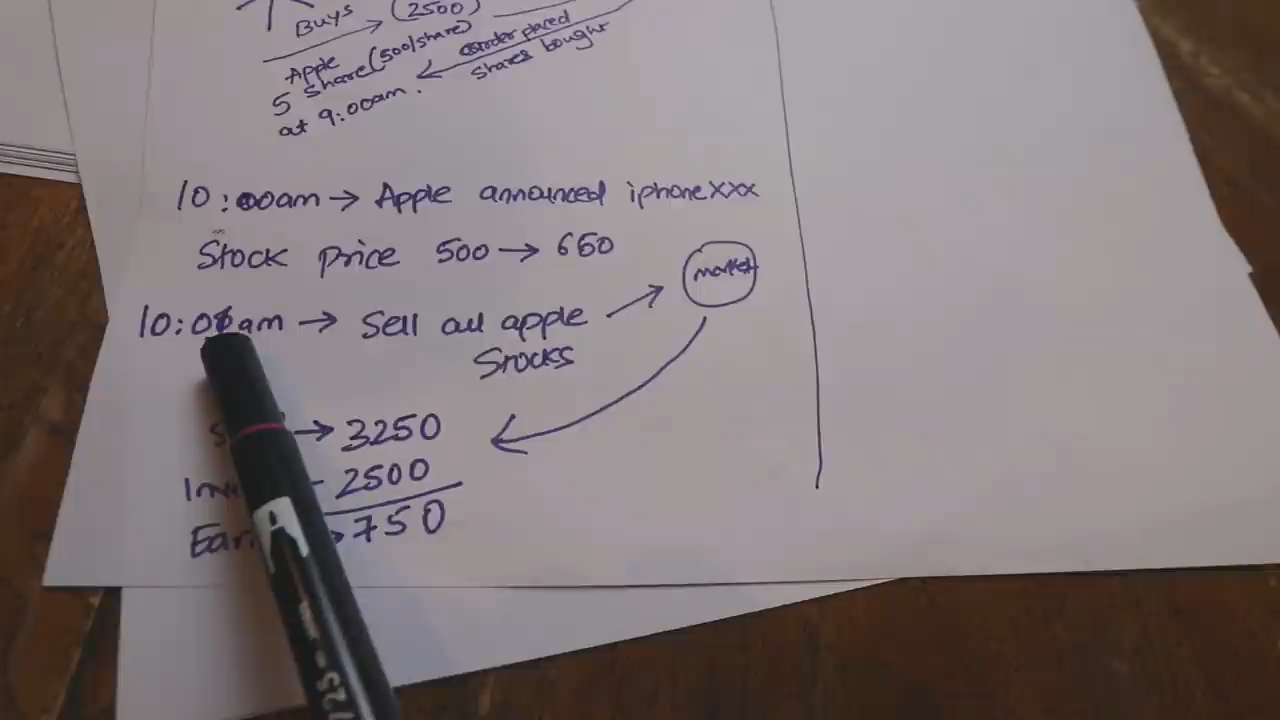 Buys (2500)
Apple
5 share (500/share)
at 9:00am.
order placed
shares bought
10:00am → Apple announced iphone xxx
Stock price 500 → 650
10:01am → Sell all apple
Stocks
market
→ 3250
- 2500
→ 750